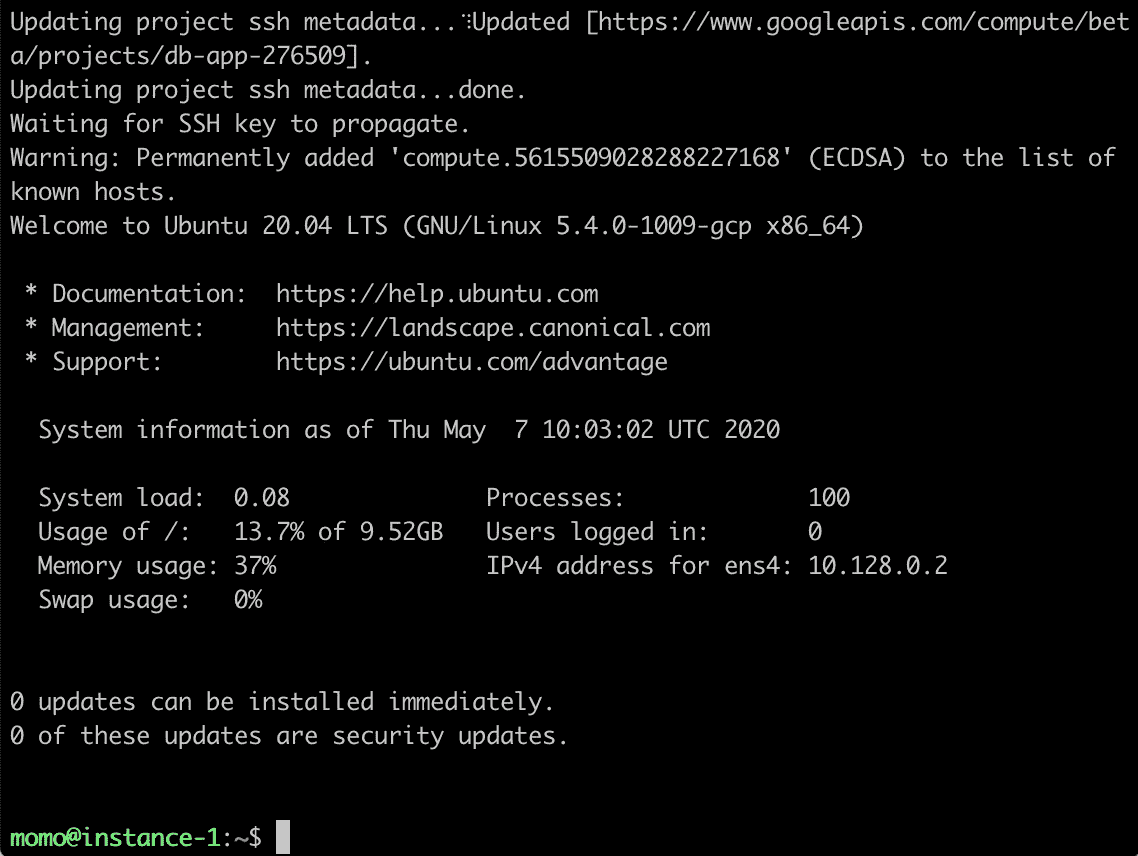 Updating project ssh metadata...⠹Updated [https://www.googleapis.com/compute/bet
a/projects/db-app-276509].
Updating project ssh metadata...done.
Waiting for SSH key to propagate.
Warning: Permanently added 'compute.5615509028288227168' (ECDSA) to the list of
known hosts.
Welcome to Ubuntu 20.04 LTS (GNU/Linux 5.4.0-1009-gcp x86_64)
* Documentation:  https://help.ubuntu.com
* Management:     https://landscape.canonical.com
* Support:        https://ubuntu.com/advantage
System information as of Thu May  7 10:03:02 UTC 2020
System load:  0.08              Processes:             100
Usage of /:   13.7% of 9.52GB   Users logged in:       0
Memory usage: 37%               IPv4 address for ens4: 10.128.0.2
Swap usage:   0%
0 updates can be installed immediately.
0 of these updates are security updates.
momo@instance-1:~$